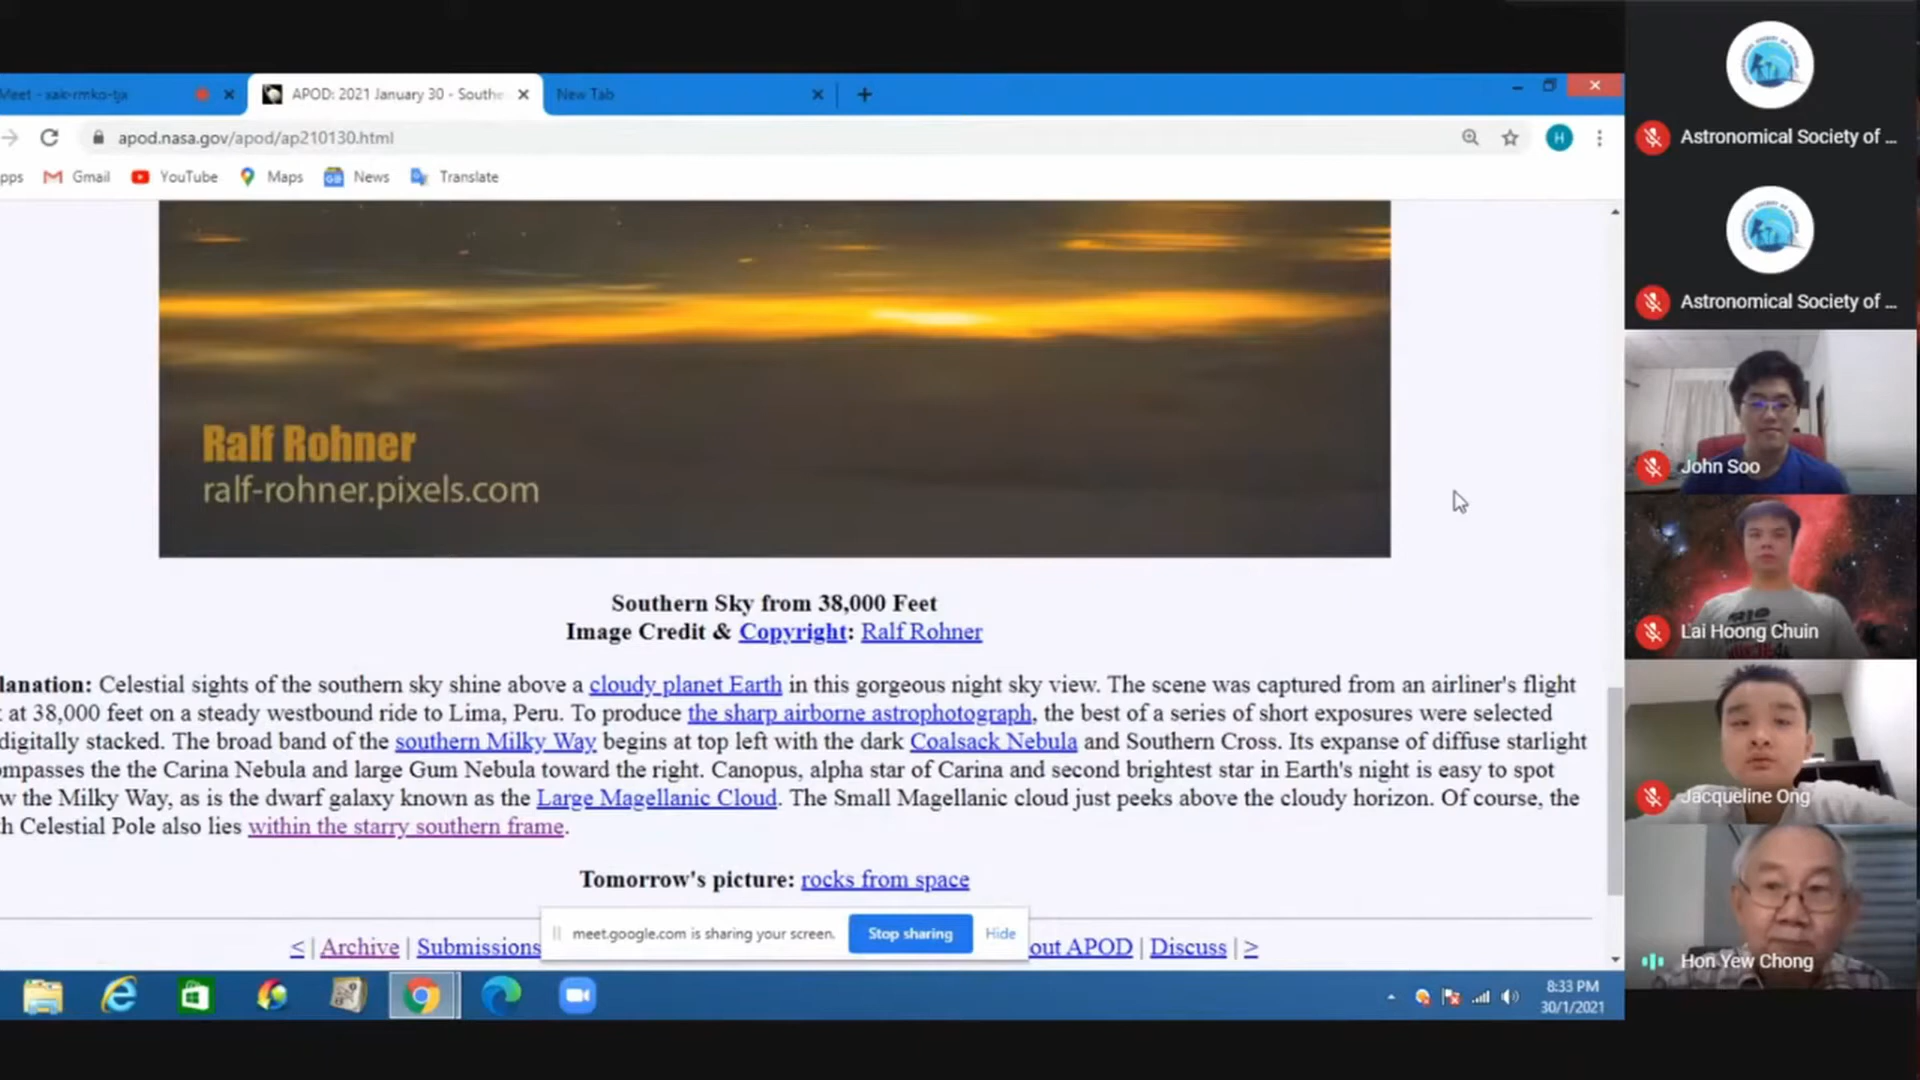 Meet - xak-rmko-tjx
APOD: 2021 January 30 - Southe
New Tab
apod.nasa.gov/apod/ap210130.html
H
pps
Gmail
YouTube
Maps
News
Translate
Ralf Rohner
ralf-rohner.pixels.com
Southern Sky from 38,000 Feet
Image Credit & Copyright: Ralf Rohner
lanation: Celestial sights of the southern sky shine above a cloudy planet Earth in this gorgeous night sky view. The scene was captured from an airliner's flight
t at 38,000 feet on a steady westbound ride to Lima, Peru. To produce the sharp airborne astrophotograph, the best of a series of short exposures were selected
digitally stacked. The broad band of the southern Milky Way begins at top left with the dark Coalsack Nebula and Southern Cross. Its expanse of diffuse starlight
ompasses the the Carina Nebula and large Gum Nebula toward the right. Canopus, alpha star of Carina and second brightest star in Earth's night is easy to spot
w the Milky Way, as is the dwarf galaxy known as the Large Magellanic Cloud. The Small Magellanic cloud just peeks above the cloudy horizon. Of course, the
h Celestial Pole also lies within the starry southern frame.
Tomorrow's picture: rocks from space
< | Archive | Submissions
out APOD | Discuss | >
meet.google.com is sharing your screen.
Stop sharing
Hide
8:33 PM
30/1/2021
Astronomical Society of ...
Astronomical Society of ...
John Soo
Lai Hoong Chuin
Jacqueline Ong
Hon Yew Chong